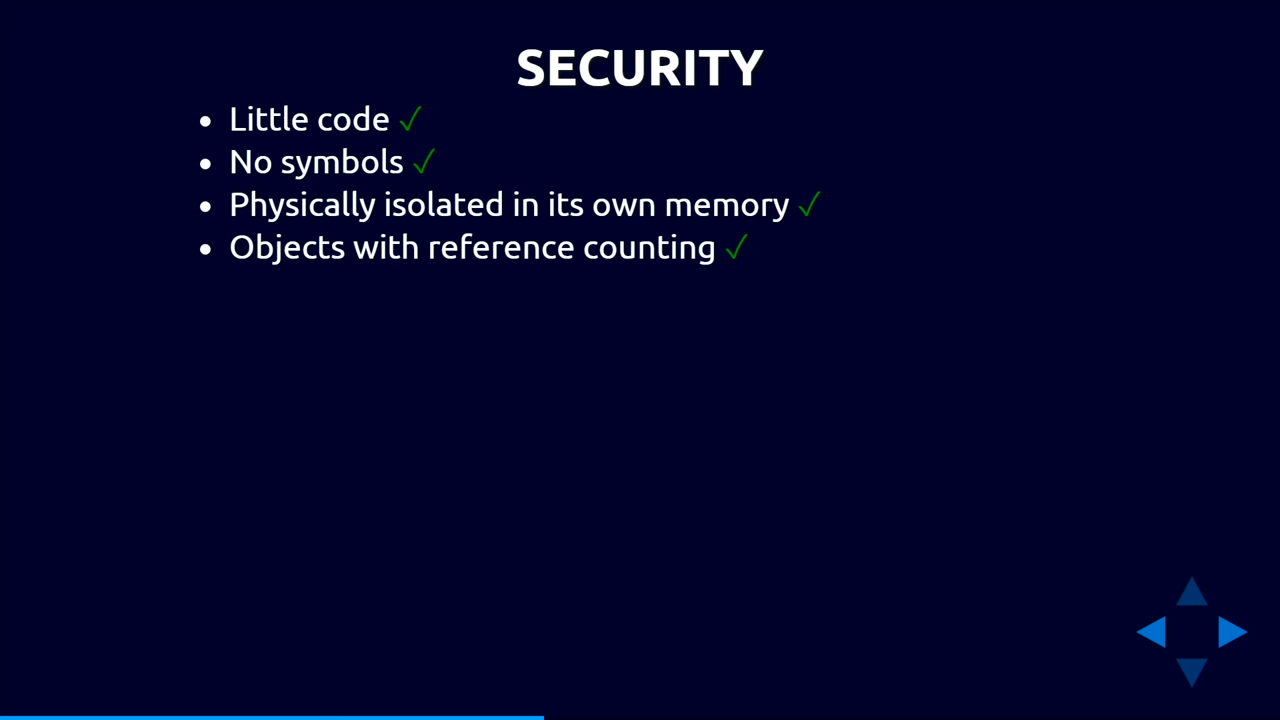 SECURITY
• Little code ✓
• No symbols ✓
• Physically isolated in its own memory ✓
• Objects with reference counting ✓